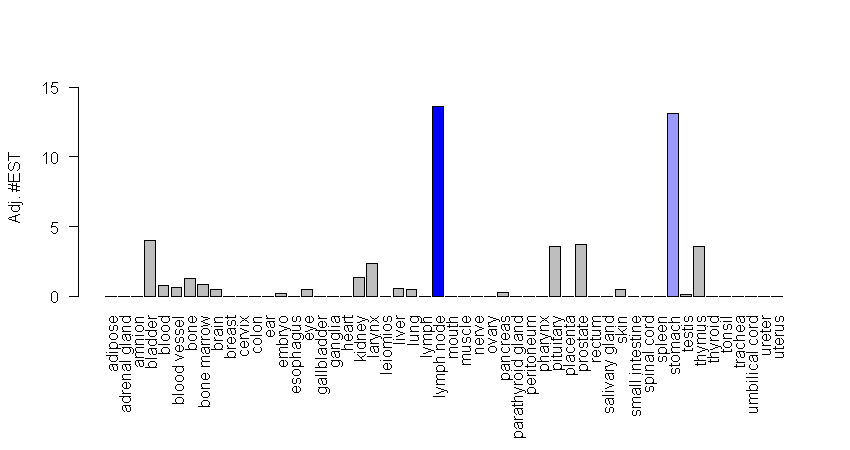 15
10
5
0
Adj. #EST
adipose
adrenal gland
amnion
bladder
blood
blood vessel
bone
bone marrow
brain
breast
cervix
colon
ear
embryo
esophagus
eye
gallbladder
ganglia
heart
kidney
larynx
leiomios
liver
lung
lymph
lymph node
mouth
muscle
nerve
ovary
pancreas
parathyroid gland
peritoneum
pharynx
pituitary
placenta
prostate
rectum
salivary gland
skin
small intestine
spinal cord
spleen
stomach
testis
thymus
thyroid
tonsil
trachea
umbilical cord
ureter
uterus